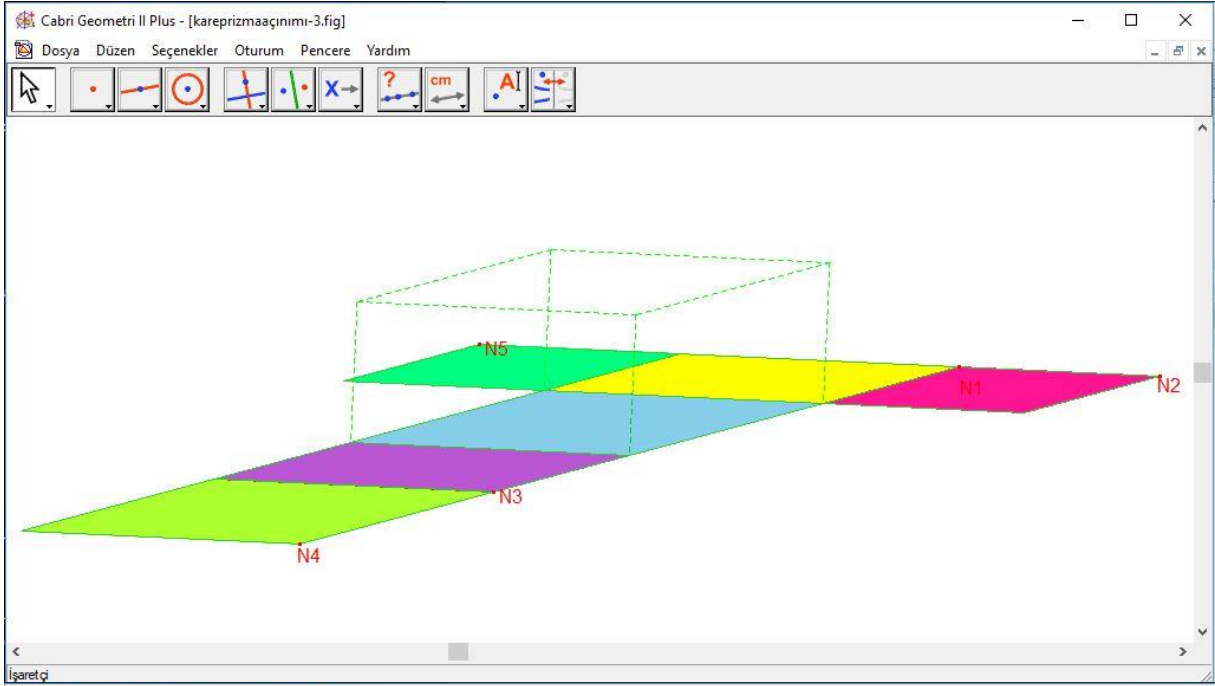 Cabri Geometri II Plus - [kareprizmaaçınımı-3.fig]
Dosya Düzen Seçenekler Oturum Pencere Yardım
X ? cm A
N5
N1
N2
N3
N4
İşaretçi